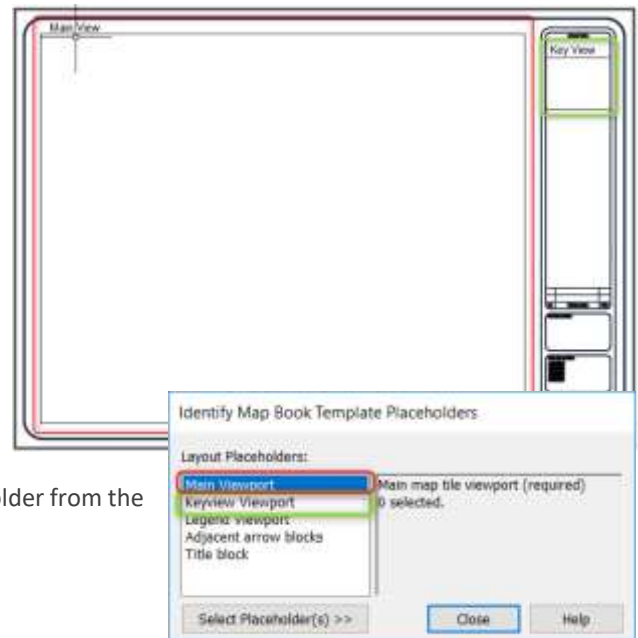 Main View
Key View
Identify Map Book Template Placeholders
Layout Placeholders:
Main Viewport
Main map tile viewport (required)
Keyview Viewport
0 selected.
Legend Viewport
Adjacent arrow blocks
Title block
older from the
Select Placeholder(s) >>
Close
Help